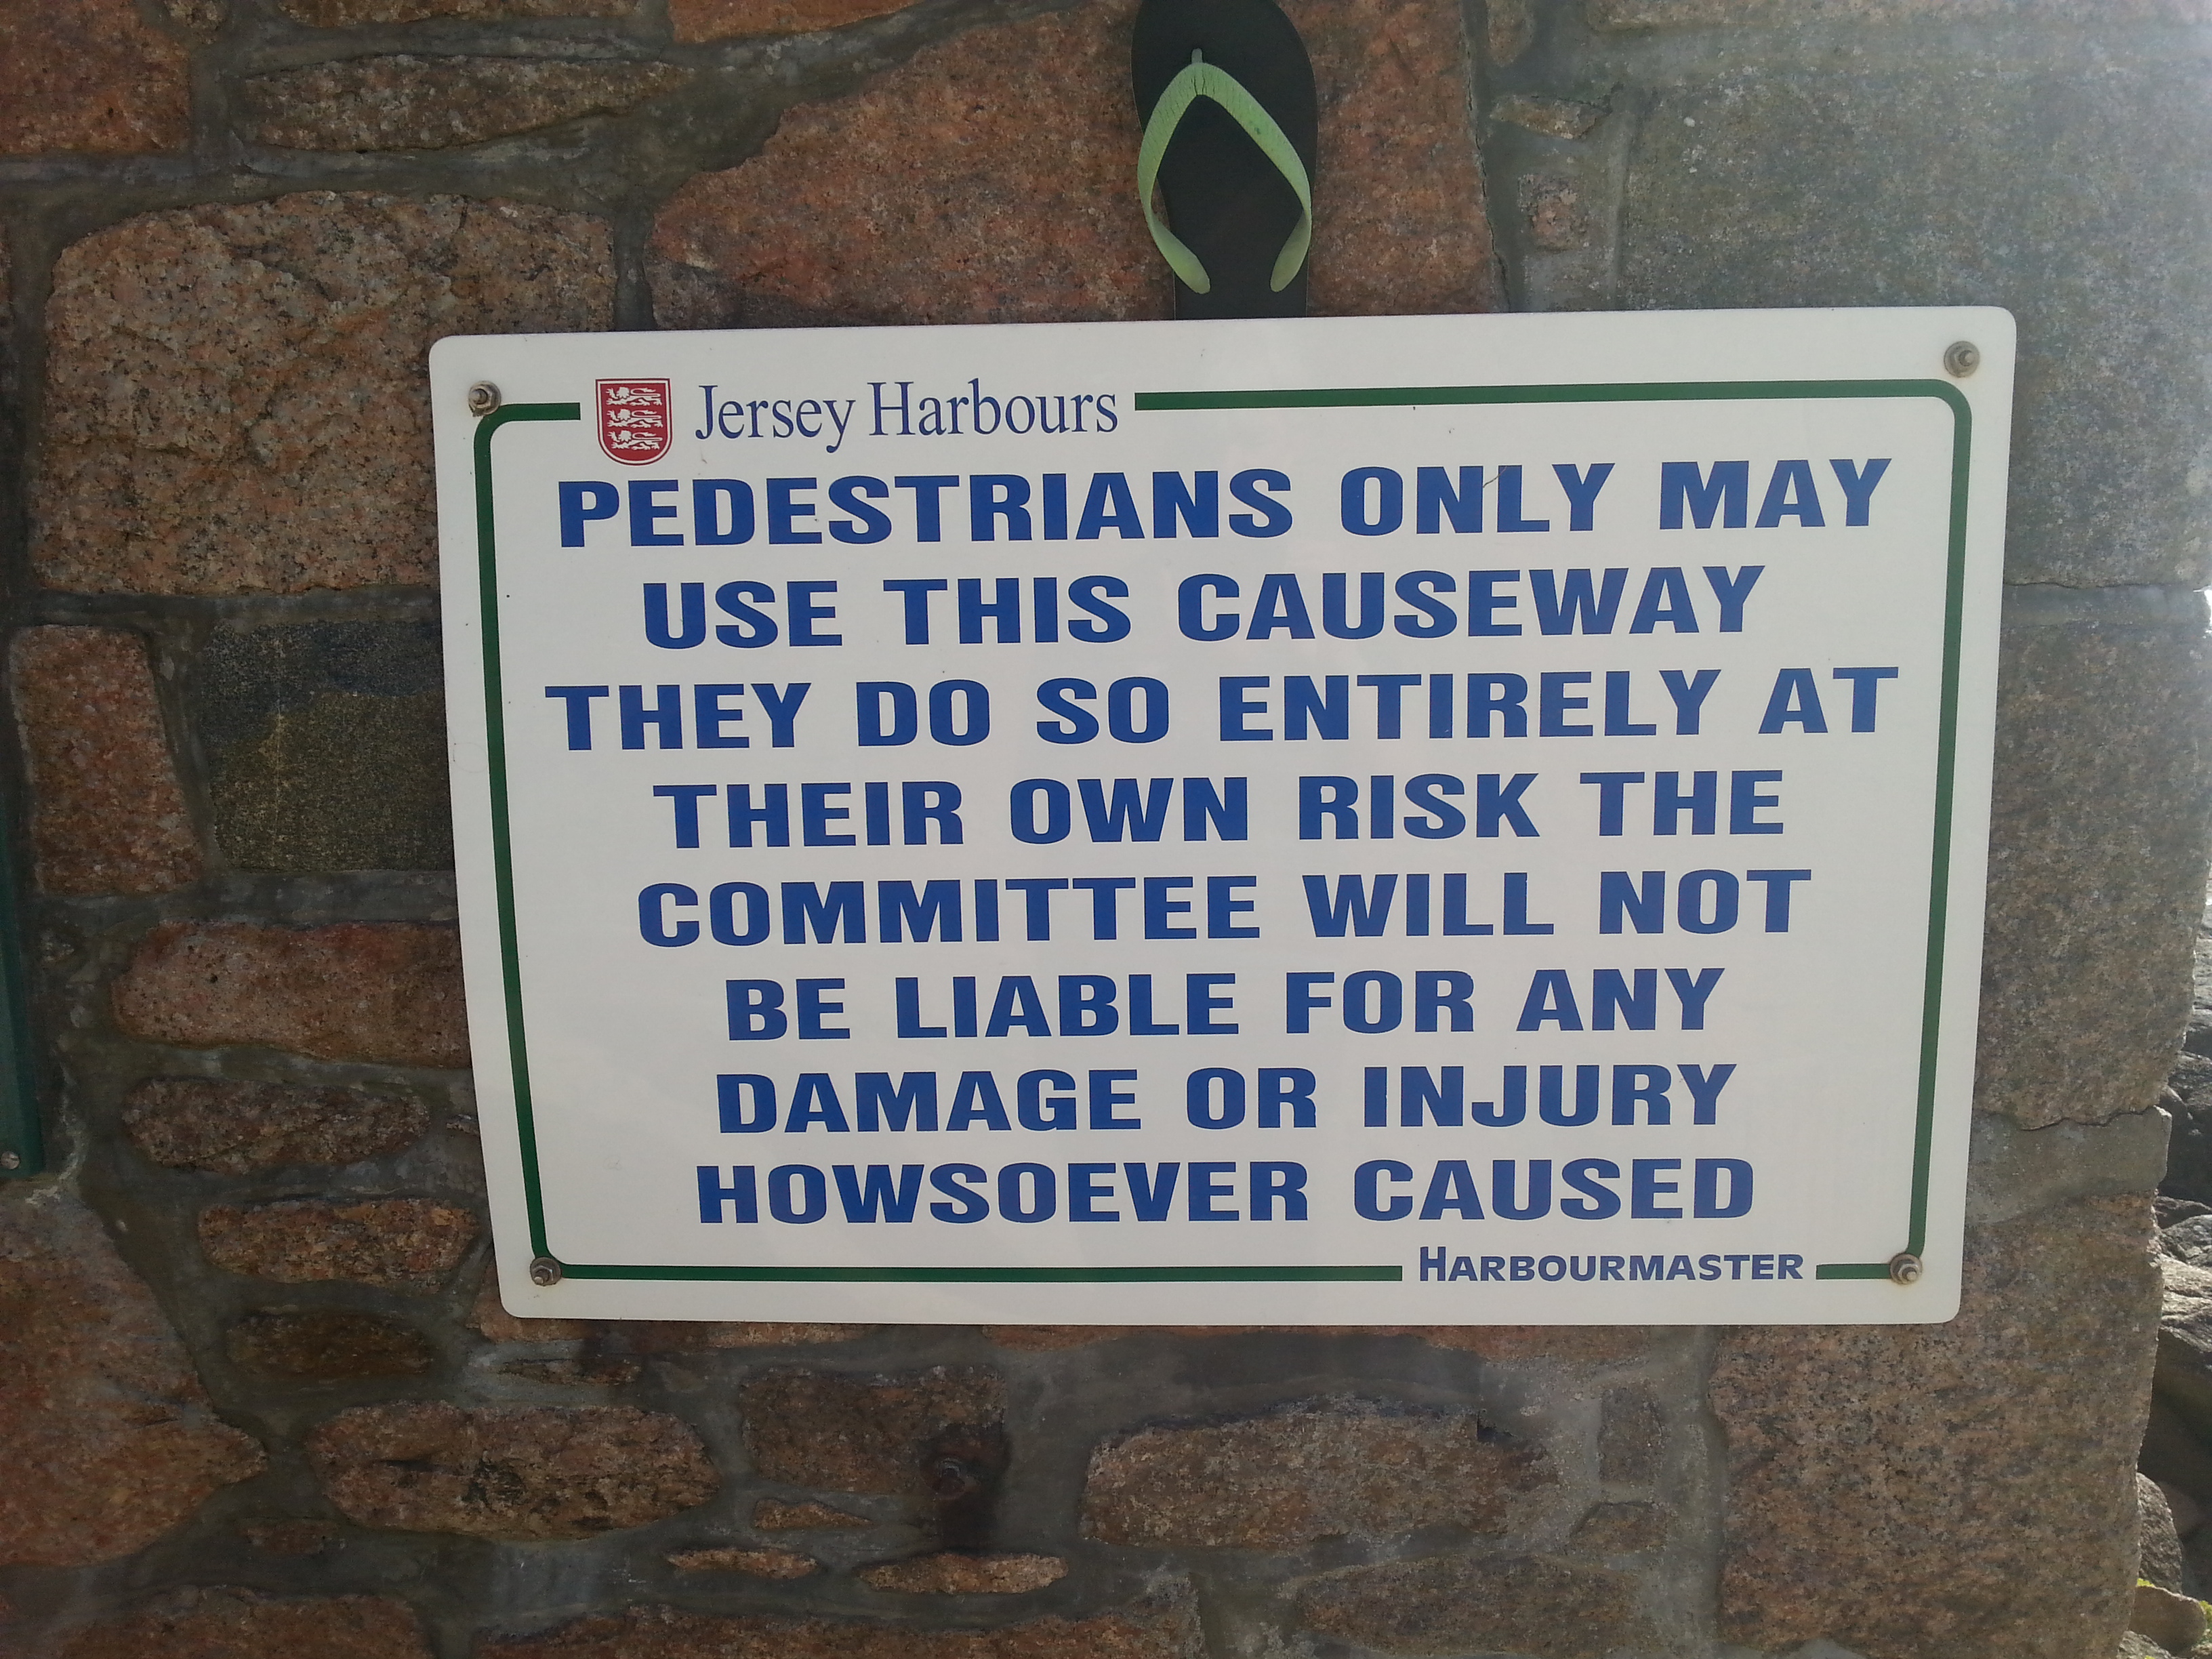 Jersey Harbours
PEDESTRIANS ONLY MAY
USE THIS CAUSEWAY
THEY DO SO ENTIRELY AT
THEIR OWN RISK THE
COMMITTEE WILL NOT
BE LIABLE FOR ANY
DAMAGE OR INJURY
HOWSOEVER CAUSED
HARBOURMASTER